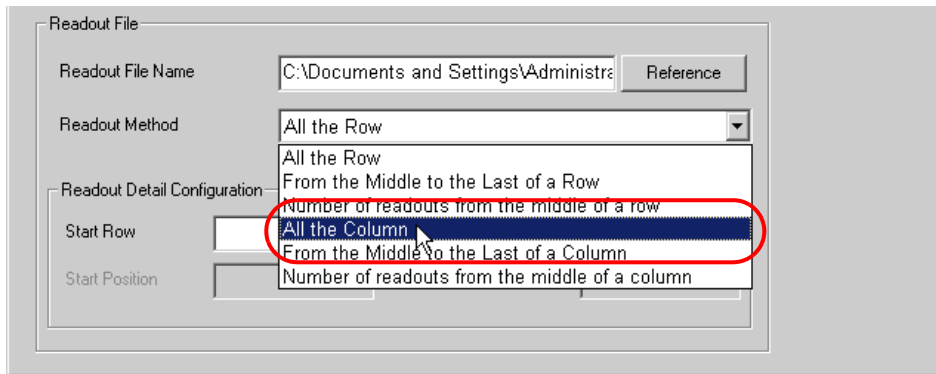 Readout File
Readout File Name C:\Documents and Settings\Administra Reference
Readout Method All the Row
All the Row
From the Middle to the Last of a Row
Readout Detail Configuration
Number of readouts from the middle of a row
Start Row All the Column
From the Middle to the Last of a Column
Start Position Number of readouts from the middle of a column